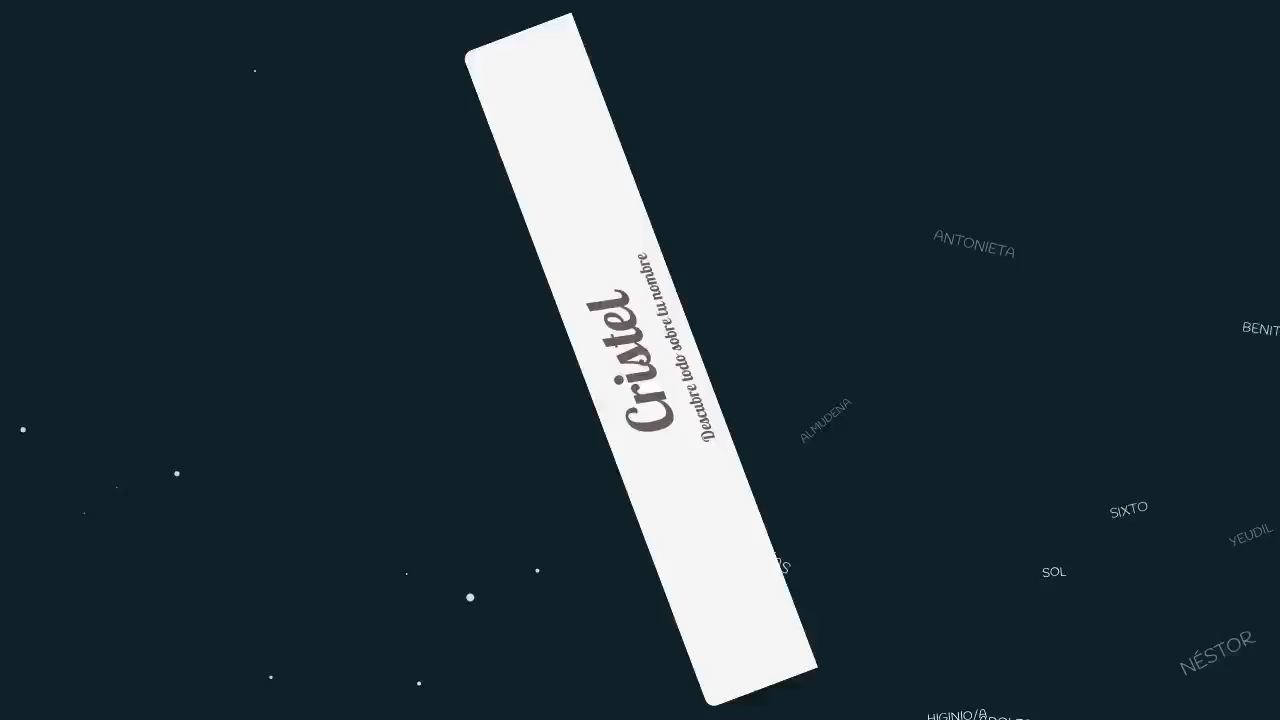 Cristel
Descubre todo sobre tu nombre
ANTONIETA
ALMUDENA
SIXTO
YEUDIL
SOL
NÉSTOR
HIGINIO/A